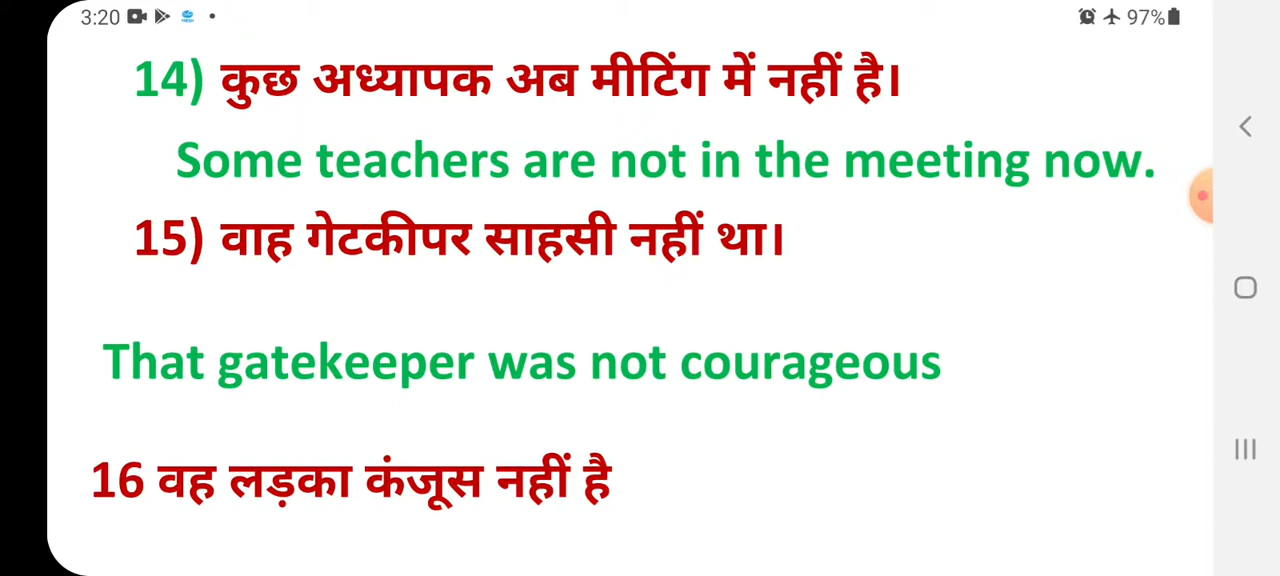 3:20
97%
14) कुछ अध्यापक अब मीटिंग में नहीं है।
Some teachers are not in the meeting now.
15) वाह गेटकीपर साहसी नहीं था।
That gatekeeper was not courageous
16 वह लड़का कंजूस नहीं है